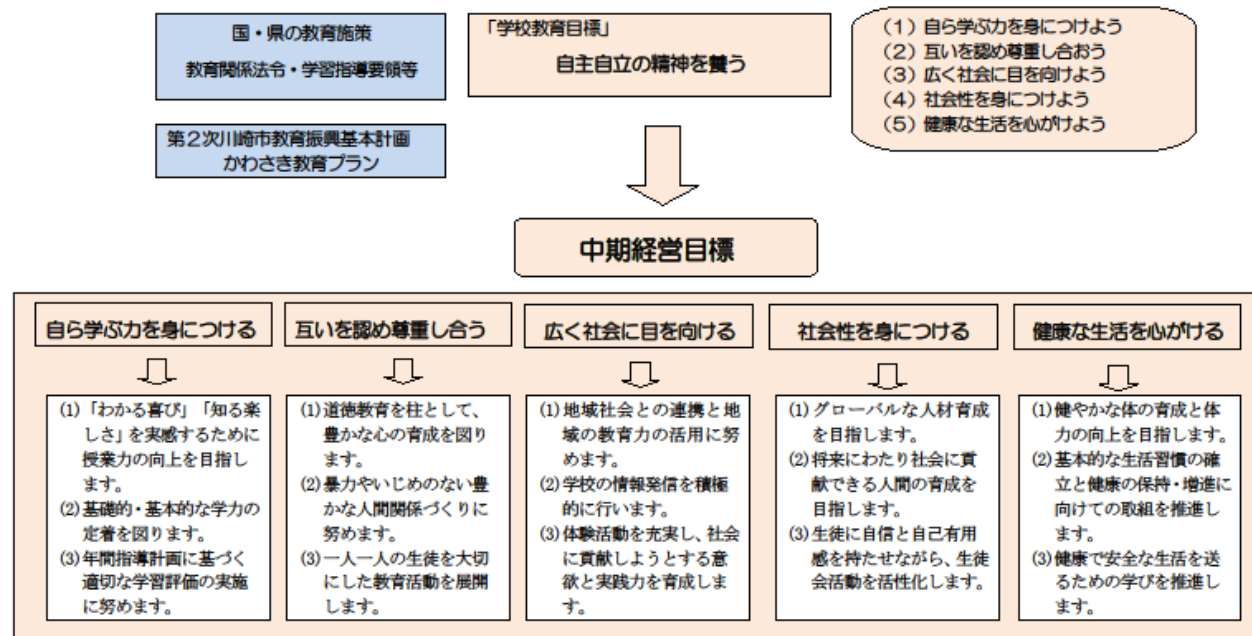 国・県の教育施策
教育関係法令・学習指導要領等
第２次川崎市教育振興基本計画
かわさき教育プラン
「学校教育目標」
自主自立の精神を養う
（１）自ら学ぶ力を身につけよう
（２）互いを認め尊重し合おう
（３）広く社会に目を向けよう
（４）社会性を身につけよう
（５）健康な生活を心がけよう
中期経営目標
自ら学ぶ力を身につける
(1)「わかる喜び」「知る楽
しさ」を実感するために
授業力の向上を目指し
ます。
(2)基礎的・基本的な学力の
定着を図ります。
(3)年間指導計画に基づく
適切な学習評価の実施
に努めます。
互いを認め尊重し合う
(1)道徳教育を柱として、
豊かな心の育成を図り
ます。
(2)暴力やいじめのない豊
かな人間関係づくりに
努めます。
(3)一人一人の生徒を大切
にした教育活動を展開
します。
広く社会に目を向ける
(1)地域社会との連携と地
域の教育力の活用に努
めます。
(2)学校の情報発信を積極
的に行います。
(3)体験活動を充実し、社会
に貢献しようとする意
欲と実践力を育成しま
す。
社会性を身につける
(1)グローバルな人材育成
を目指します。
(2)将来にわたり社会に貢
献できる人間の育成を
目指します。
(3)生徒に自信と自己有用
感を持たせながら、生徒
会活動を活性化します。
健康な生活を心がける
(1)健やかな体の育成と体
力の向上を目指します。
(2)基本的な生活習慣の確
立と健康の保持・増進に
向けての取組を推進し
ます。
(3)健康で安全な生活を送
るための学びを推進し
ます。